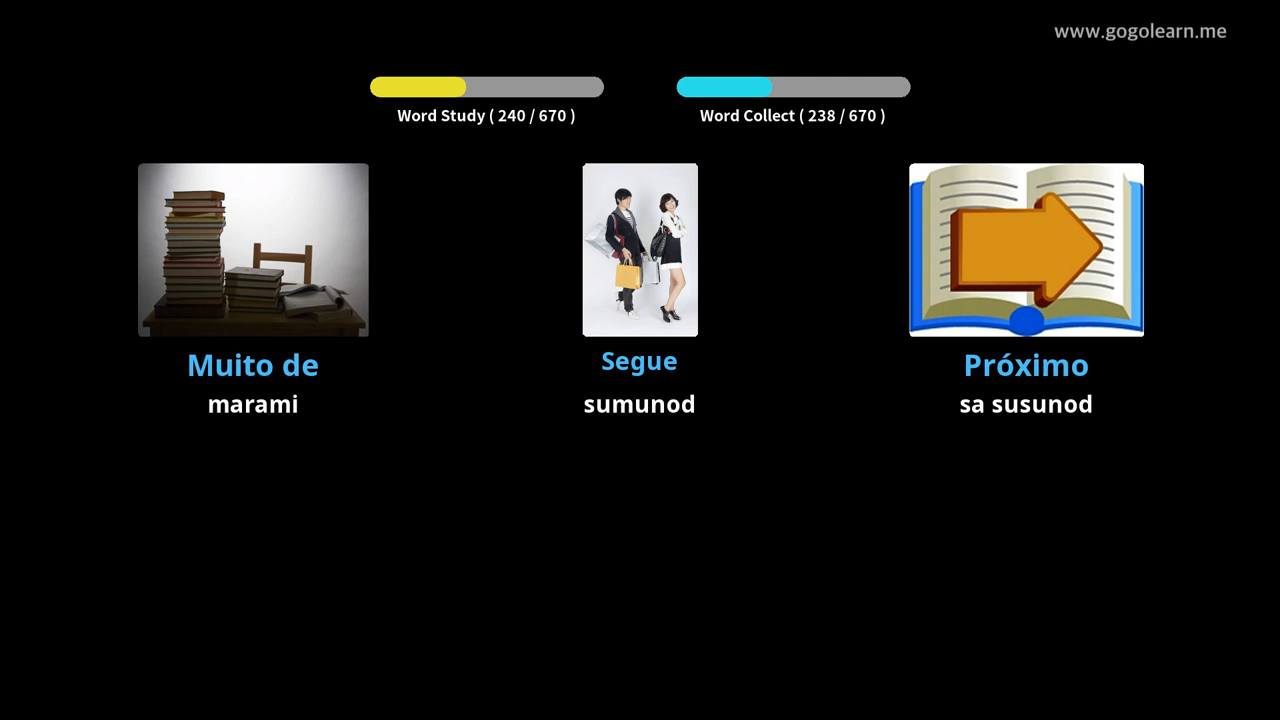 www.gogolearn.me
Word Study ( 240 / 670 )
Word Collect ( 238 / 670 )
Muito de
marami
Segue
sumunod
Próximo
sa susunod